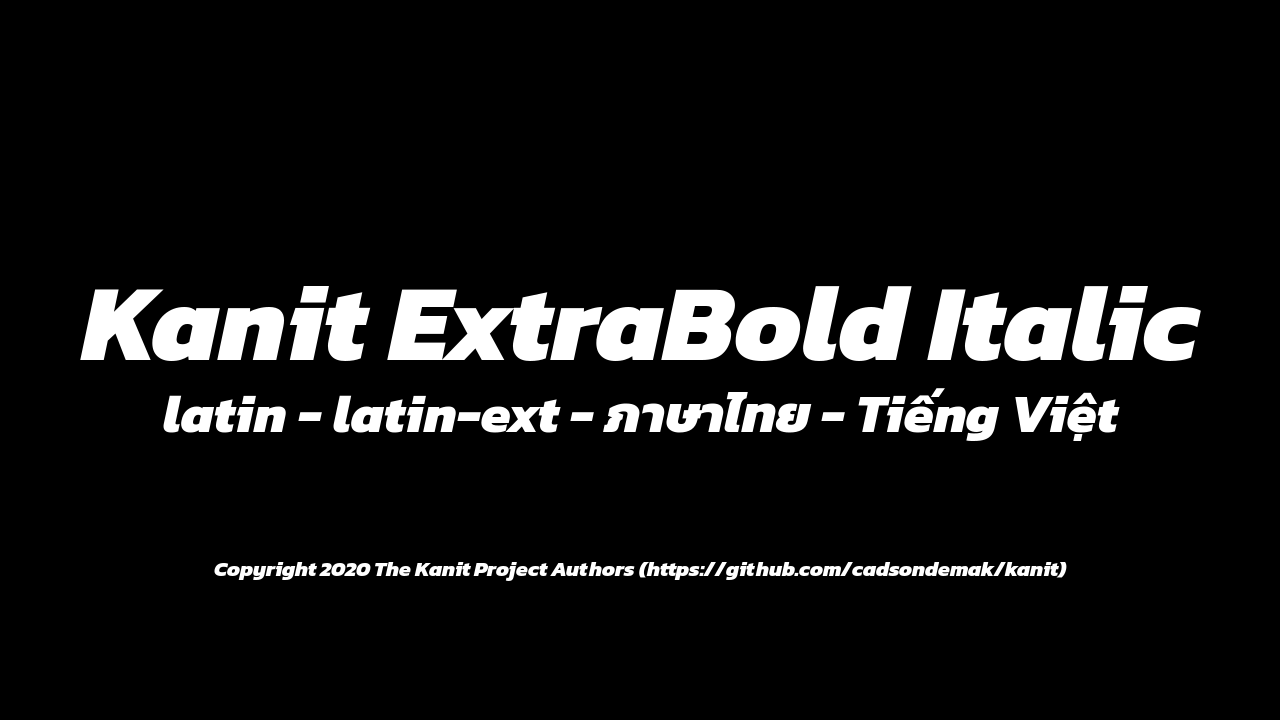 Kanit ExtraBold Italic
latin - latin-ext - ภาษาไทย - Tiếng Việt
Copyright 2020 The Kanit Project Authors (https://github.com/cadsondemak/kanit)